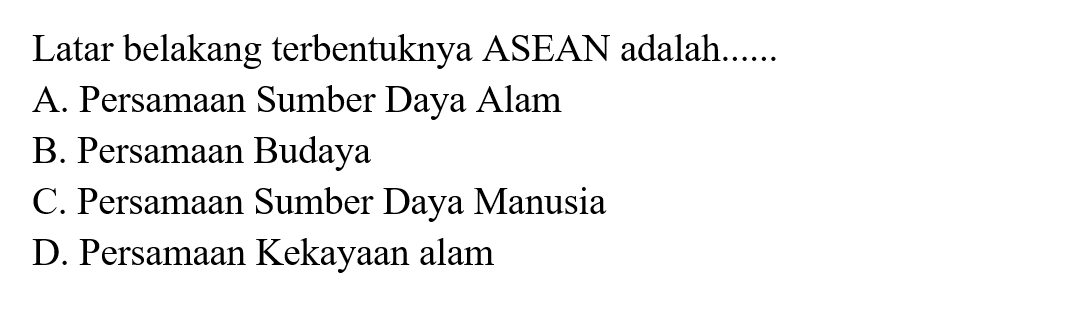 Latar belakang terbentuknya ASEAN adalah......
A. Persamaan Sumber Daya Alam
B. Persamaan Budaya
C. Persamaan Sumber Daya Manusia
D. Persamaan Kekayaan alam